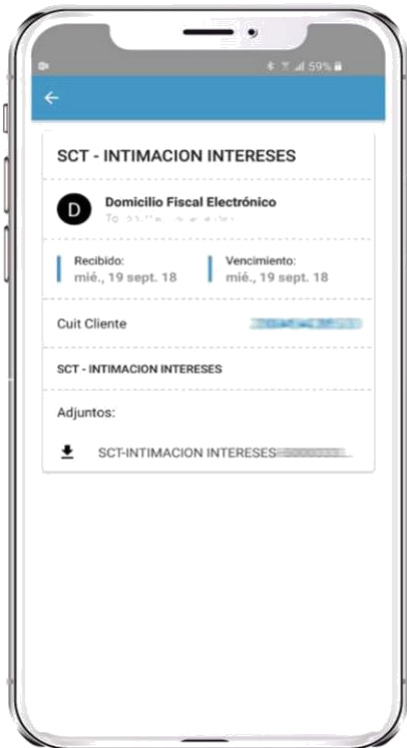 59%
SCT - INTIMACION INTERESES
D
Domicilio Fiscal Electrónico
Recibido:
mié., 19 sept. 18
Vencimiento:
mié., 19 sept. 18
Cuit Cliente
SCT - INTIMACION INTERESES
Adjuntos:
SCT-INTIMACION INTERESES